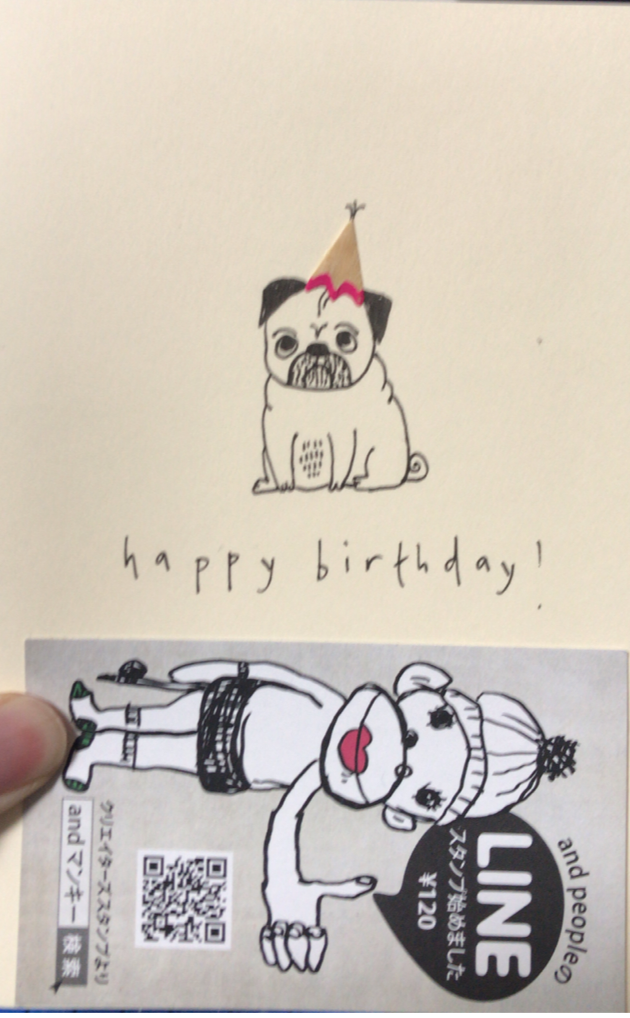 happy birthday!
and peopleの
LINE
スタンプ始めました
¥120
クリエイターズスタンプより
andマンキー 検索